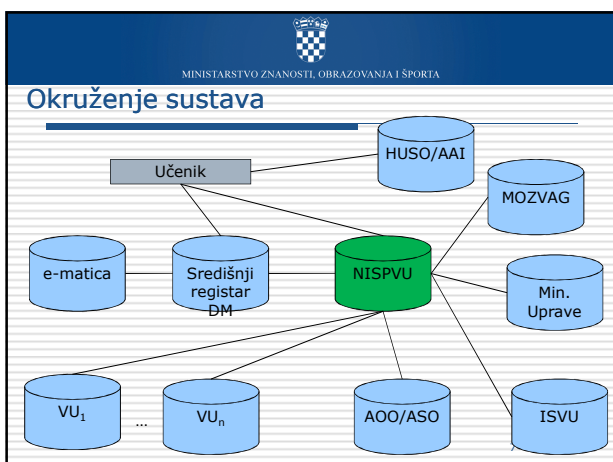 MINISTARSTVO ZNANOSTI, OBRAZOVANJA I ŠPORTA
Okruženje sustava
HUSO/AAI
Učenik
MOZVAG
e-matica
Središnji
registar
DM
NISPVU
Min.
Uprave
VU₁
...
VUₙ
AOO/ASO
ISVU